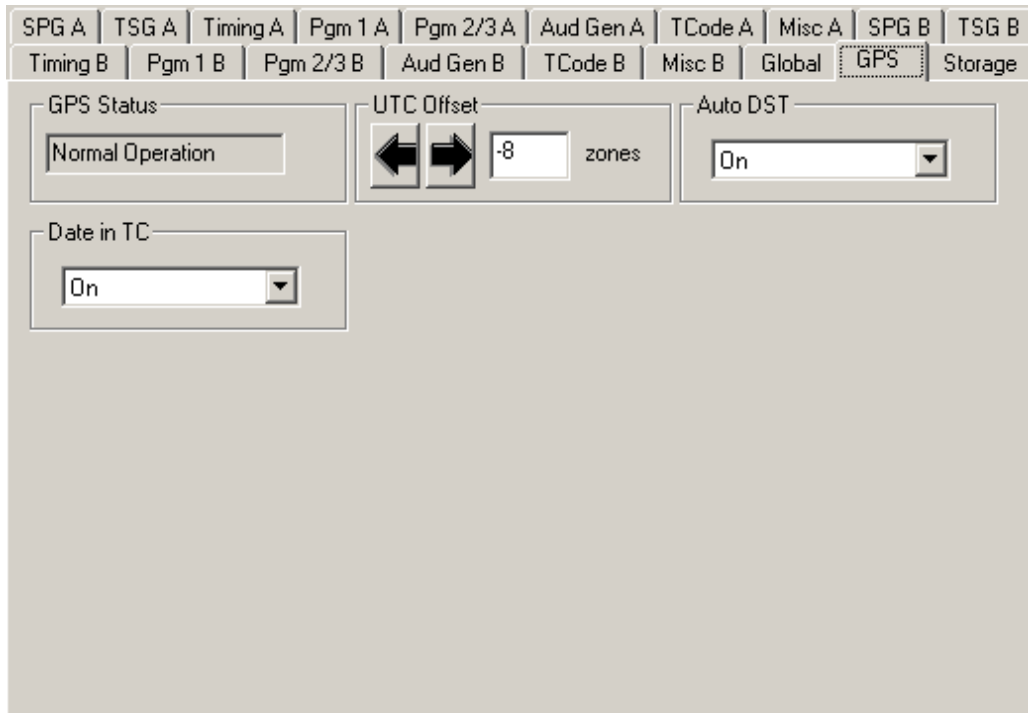 SPG A TSG A Timing A Pgm 1 A Pgm 2/3 A Aud Gen A TCode A Misc A SPG B TSG B
Timing B Pgm 1 B Pgm 2/3 B Aud Gen B TCode B Misc B Global GPS Storage
GPS Status UTC Offset Auto DST
Normal Operation -8 zones On
Date in TC
On